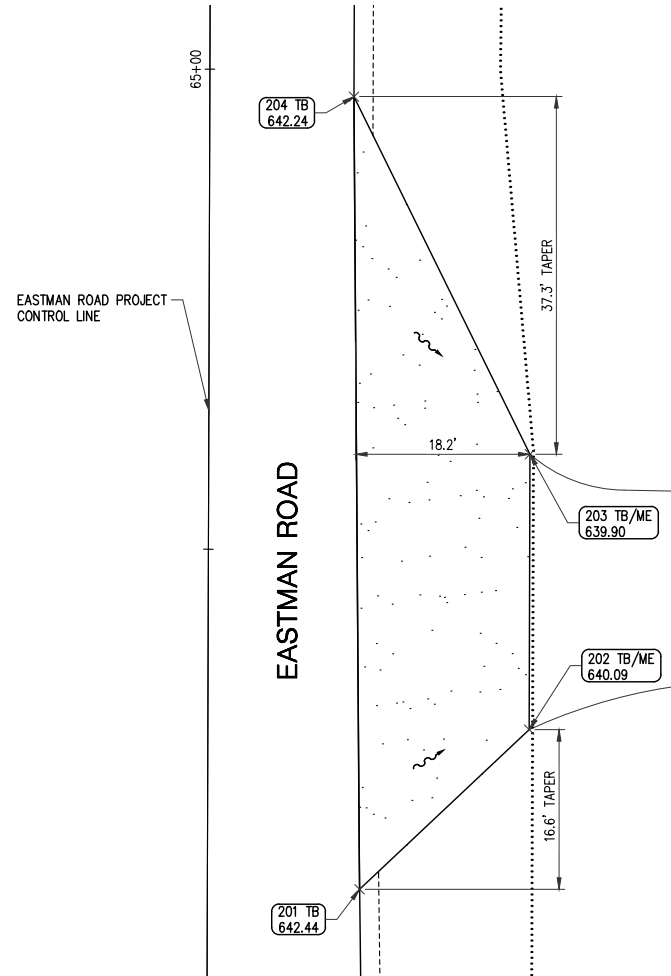 65+00
204 TB
642.24
37.3' TAPER
EASTMAN ROAD PROJECT
CONTROL LINE
18.2'
EASTMAN ROAD
203 TB/ME
639.90
202 TB/ME
640.09
16.6' TAPER
201 TB
642.44